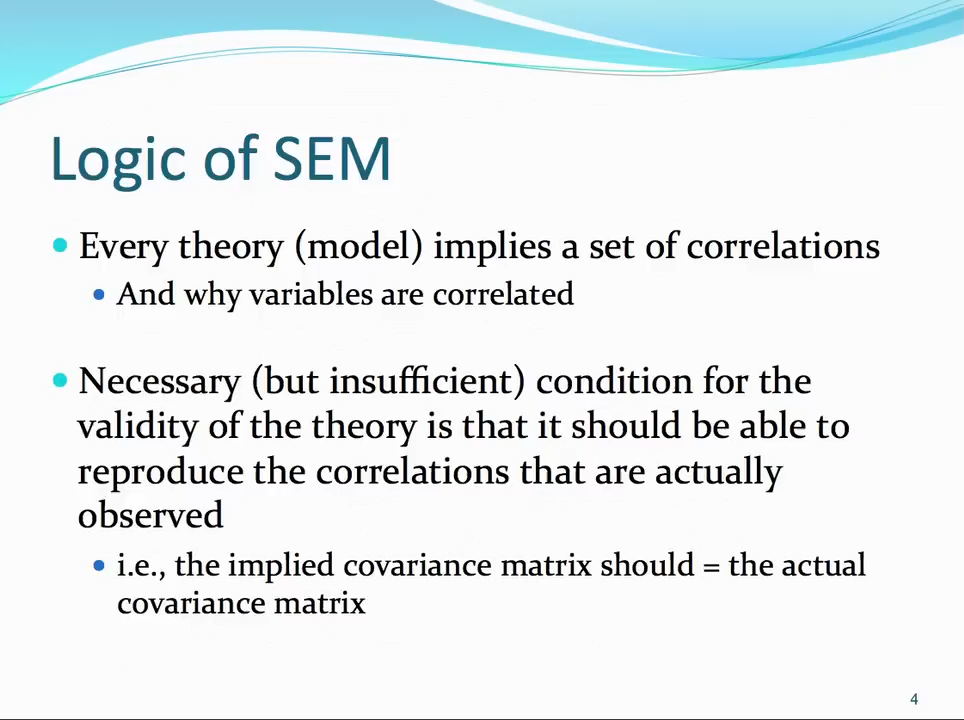 Logic of SEM
• Every theory (model) implies a set of correlations
• And why variables are correlated
• Necessary (but insufficient) condition for the
validity of the theory is that it should be able to
reproduce the correlations that are actually
observed
• i.e., the implied covariance matrix should = the actual
covariance matrix
4